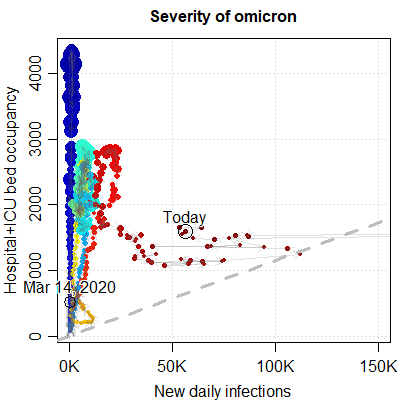 Severity of omicron
Hospital+ICU bed occupancy
4000
3000
2000
1000
0
Today
Mar 14, 2020
0K
50K
100K
150K
New daily infections